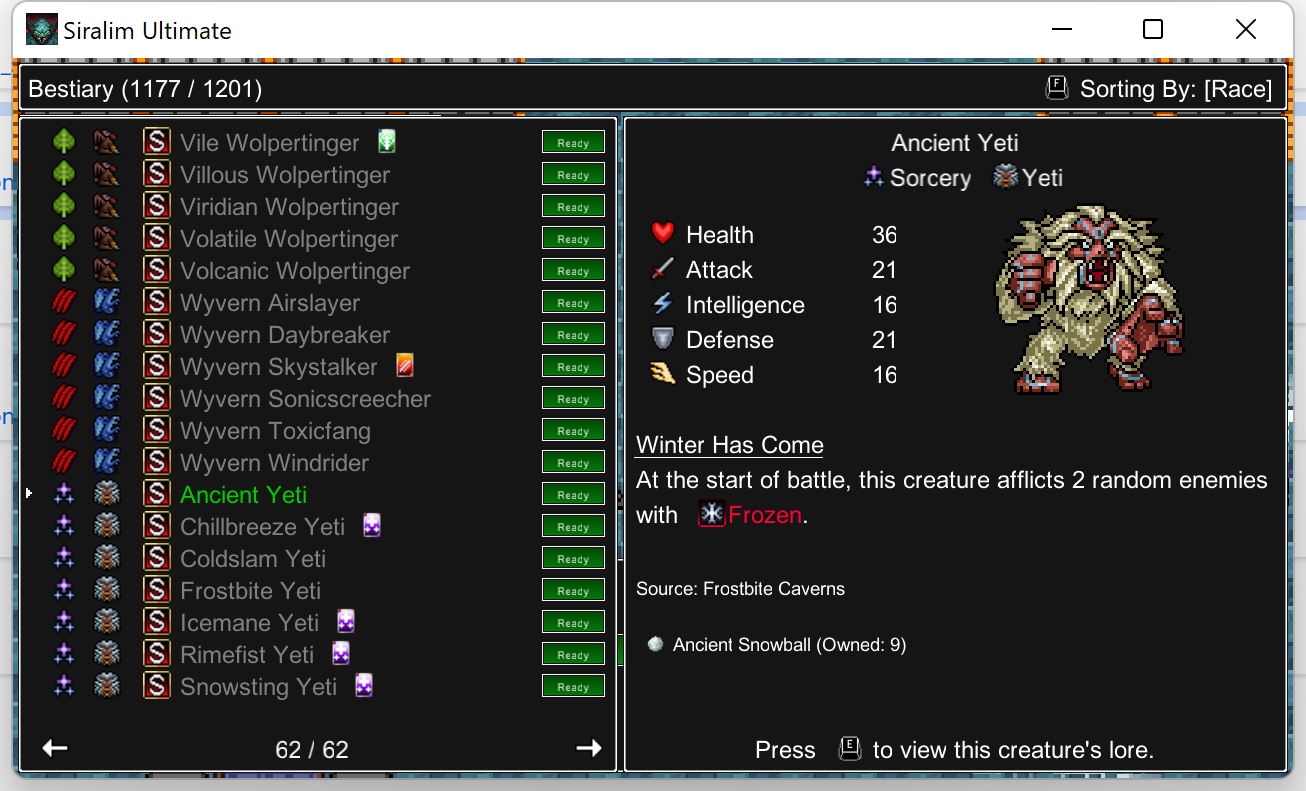 Siralim Ultimate
Bestiary (1177 / 1201)
F Sorting By: [Race]
S Vile Wolpertinger Ready
S Villous Wolpertinger Ready
S Viridian Wolpertinger Ready
S Volatile Wolpertinger Ready
S Volcanic Wolpertinger Ready
S Wyvern Airslayer Ready
S Wyvern Daybreaker Ready
S Wyvern Skystalker Ready
S Wyvern Sonicscreecher Ready
S Wyvern Toxicfang Ready
S Wyvern Windrider Ready
S Ancient Yeti Ready
S Chillbreeze Yeti Ready
S Coldslam Yeti Ready
S Frostbite Yeti Ready
S Icemane Yeti Ready
S Rimefist Yeti Ready
S Snowsting Yeti Ready
62 / 62
Ancient Yeti
Sorcery Yeti
Health 36
Attack 21
Intelligence 16
Defense 21
Speed 16
Winter Has Come
At the start of battle, this creature afflicts 2 random enemies
with Frozen.
Source: Frostbite Caverns
Ancient Snowball (Owned: 9)
Press E to view this creature's lore.